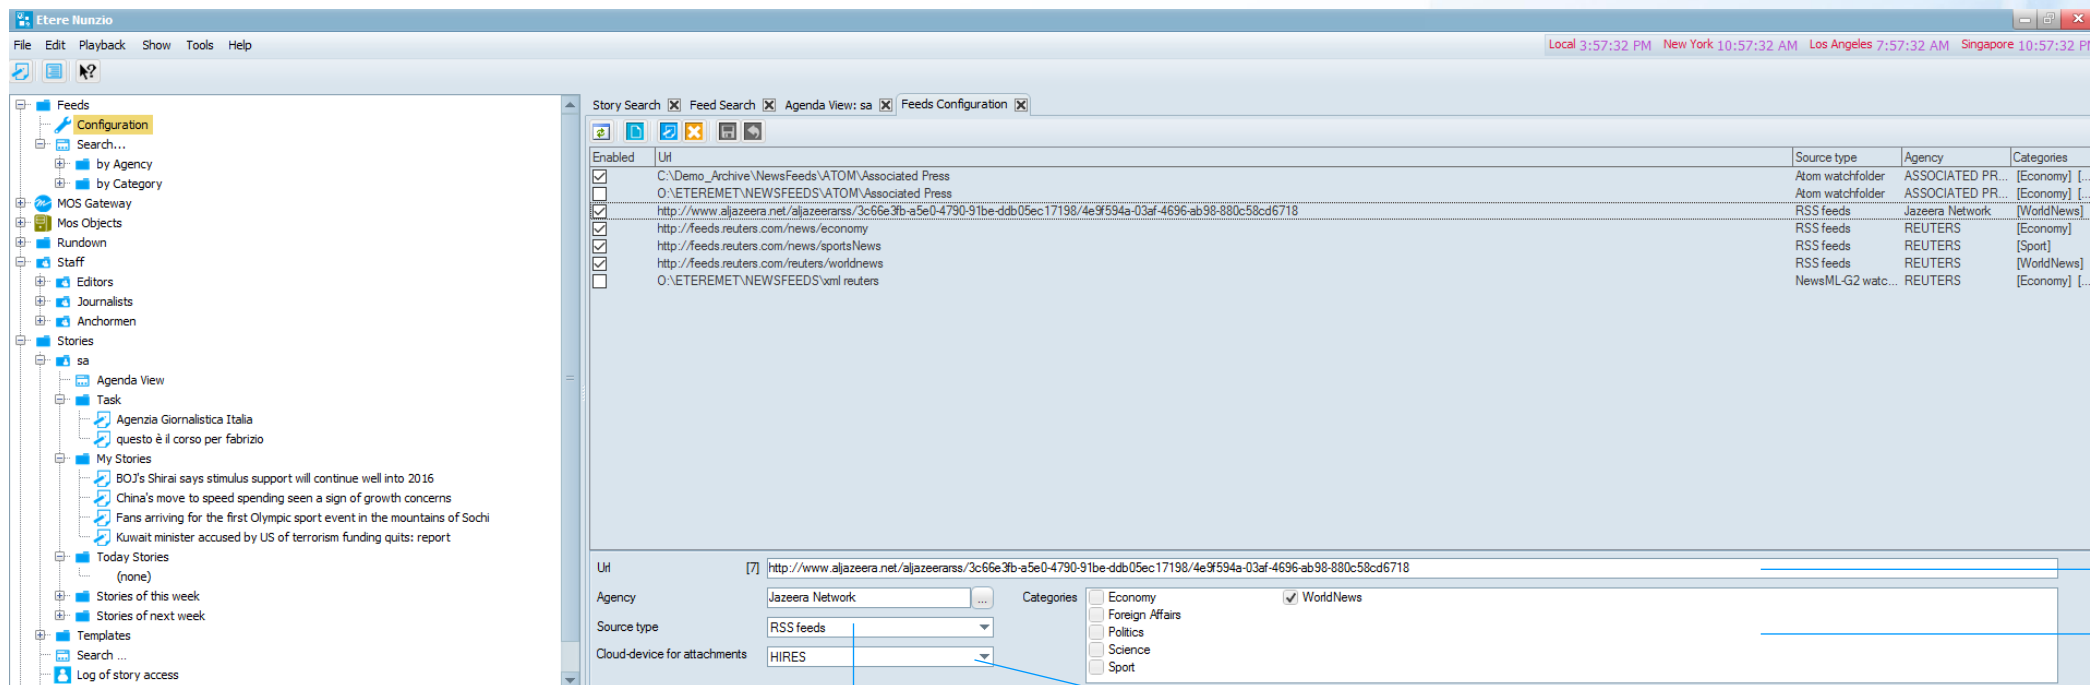 Etere Nunzio
File Edit Playback Show Tools Help
Local 3:57:32 PM New York 10:57:32 AM Los Angeles 7:57:32 AM Singapore 10:57:32
Feeds
Configuration
Search...
by Agency
by Category
MOS Gateway
Mos Objects
Rundown
Staff
Editors
Journalists
Anchormen
Stories
sa
Agenda View
Task
Agenzia Giornalistica Italia
questo è il corso per fabrizio
My Stories
BOJ's Shirai says stimulus support will continue well into 2016
China's move to speed spending seen a sign of growth concerns
Fans arriving for the first Olympic sport event in the mountains of Sochi
Kuwait minister accused by US of terrorism funding quits: report
Today Stories
(none)
Stories of this week
Stories of next week
Templates
Search ...
Log of story access
Story Search Feed Search Agenda View: sa Feeds Configuration
Enabled Url Source type Agency Categories
C:\Demo_Archive\NewsFeeds\ATOM\Associated Press Atom watchfolder ASSOCIATED PR... [Economy] [...
O:\ETEREMET\NEWSFEEDS\ATOM\Associated Press Atom watchfolder ASSOCIATED PR... [Economy] [...
http://www.aljazeera.net/aljazeerarss/3c66e3fb-a5e0-4790-91be-ddb05ec17198/4e9f594a-03af-4696-ab98-880c58cd6718 RSS feeds Jazeera Network [WorldNews]
http://feeds.reuters.com/news/economy RSS feeds REUTERS [Economy]
http://feeds.reuters.com/news/sportsNews RSS feeds REUTERS [Sport]
http://feeds.reuters.com/reuters/worldnews RSS feeds REUTERS [WorldNews]
O:\ETEREMET\NEWSFEEDS\xml reuters NewsML-G2 watc... REUTERS [Economy] [...
Url [7] http://www.aljazeera.net/aljazeerarss/3c66e3fb-a5e0-4790-91be-ddb05ec17198/4e9f594a-03af-4696-ab98-880c58cd6718
Agency Jazeera Network ... Categories Economy WorldNews
Foreign Affairs
Source type RSS feeds Politics
Science
Cloud-device for attachments HIRES Sport